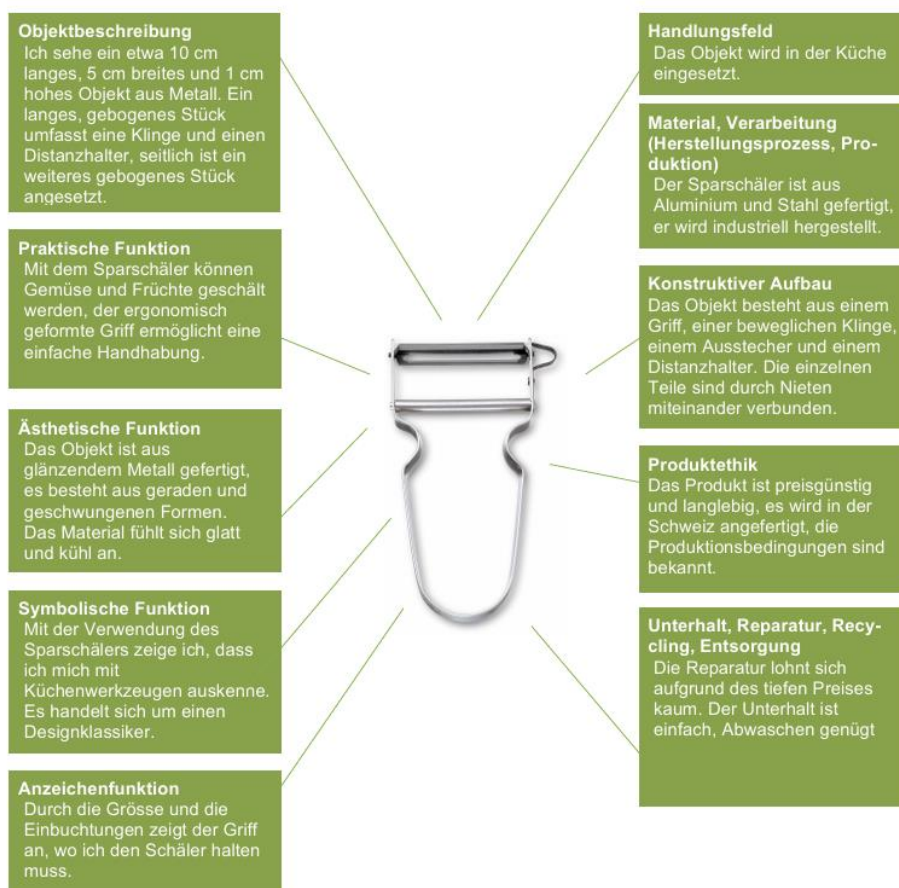 Objektbeschreibung
Ich sehe ein etwa 10 cm
langes, 5 cm breites und 1 cm
hohes Objekt aus Metall. Ein
langes, gebogenes Stück
umfasst eine Klinge und einen
Distanzhalter, seitlich ist ein
weiteres gebogenes Stück
angesetzt.
Praktische Funktion
Mit dem Sparschäler können
Gemüse und Früchte geschält
werden, der ergonomisch
geformte Griff ermöglicht eine
einfache Handhabung.
Ästhetische Funktion
Das Objekt ist aus
glänzendem Metall gefertigt,
es besteht aus geraden und
geschwungenen Formen.
Das Material fühlt sich glatt
und kühl an.
Symbolische Funktion
Mit der Verwendung des
Sparschälers zeige ich, dass
ich mich mit
Küchenwerkzeugen auskenne.
Es handelt sich um einen
Designklassiker.
Anzeichenfunktion
Durch die Grösse und die
Einbuchtungen zeigt der Griff
an, wo ich den Schäler halten
muss.
Handlungsfeld
Das Objekt wird in der Küche
eingesetzt.
Material, Verarbeitung
(Herstellungsprozess, Pro-
duktion)
Der Sparschäler ist aus
Aluminium und Stahl gefertigt,
er wird industriell hergestellt.
Konstruktiver Aufbau
Das Objekt besteht aus einem
Griff, einer beweglichen Klinge,
einem Ausstecher und einem
Distanzhalter. Die einzelnen
Teile sind durch Nieten
miteinander verbunden.
Produktethik
Das Produkt ist preisgünstig
und langlebig, es wird in der
Schweiz angefertigt, die
Produktionsbedingungen sind
bekannt.
Unterhalt, Reparatur, Recy-
cling, Entsorgung
Die Reparatur lohnt sich
aufgrund des tiefen Preises
kaum. Der Unterhalt ist
einfach, Abwaschen genügt